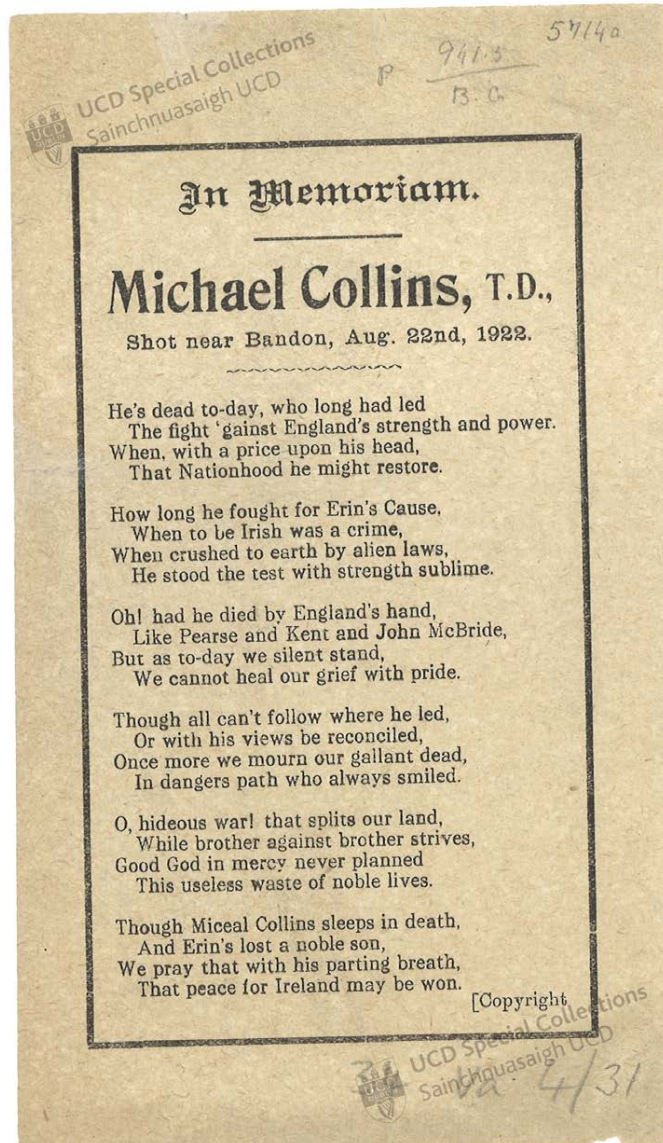 5714a
P 941.5
B. C
UCD Special Collections
Sainchnuasaigh UCD
In Memoriam.
Michael Collins, T.D.,
Shot near Bandon, Aug. 22nd, 1922.
He's dead to-day, who long had led
The fight 'gainst England's strength and power.
When, with a price upon his head,
That Nationhood he might restore.
How long he fought for Erin's Cause,
When to be Irish was a crime,
When crushed to earth by alien laws,
He stood the test with strength sublime.
Oh! had he died by England's hand,
Like Pearse and Kent and John McBride,
But as to-day we silent stand,
We cannot heal our grief with pride.
Though all can't follow where he led,
Or with his views be reconciled,
Once more we mourn our gallant dead,
In dangers path who always smiled.
O, hideous war! that splits our land,
While brother against brother strives,
Good God in mercy never planned
This useless waste of noble lives.
Though Miceal Collins sleeps in death,
And Erin's lost a noble son,
We pray that with his parting breath,
That peace for Ireland may be won.
[Copyright
UCD Special Collections
Sainchnuasaigh UCD
4/31